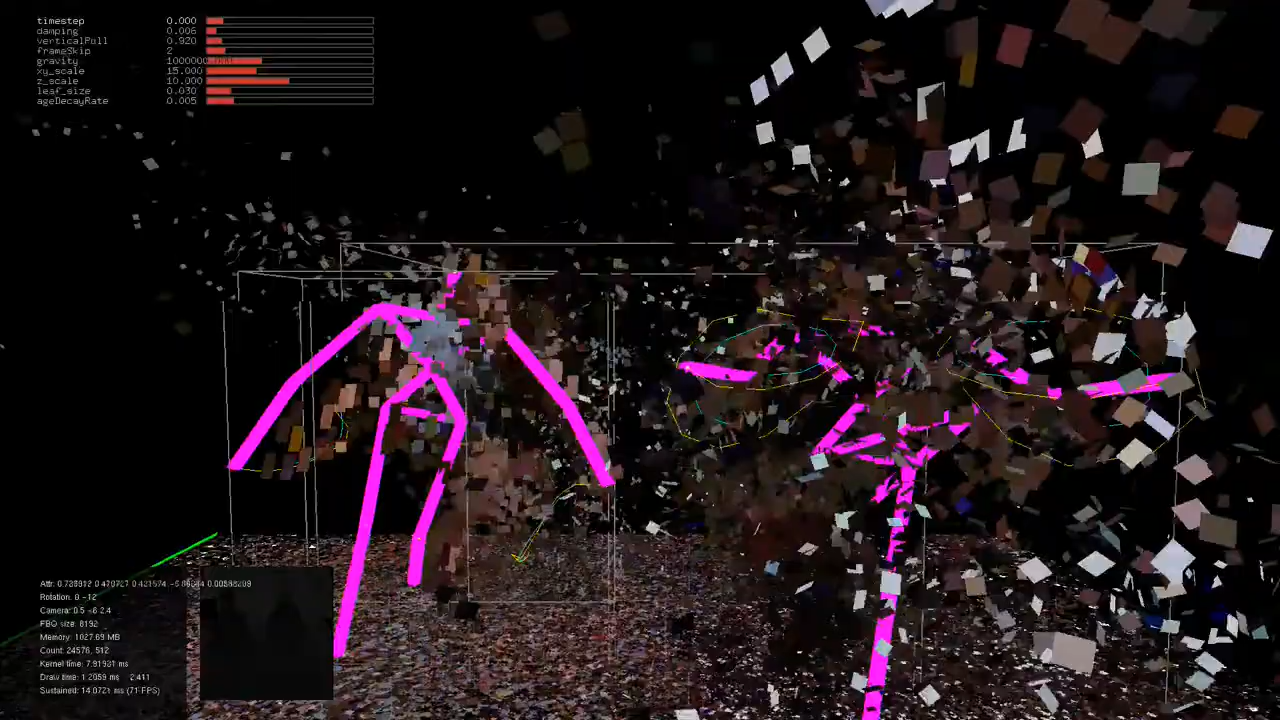 timestep 0.000
damping 0.006
verticalPull 0.920
frameSkip 2
gravity 1000000.000
xy_scale 15.000
z_scale 10.000
leaf_size 0.030
ageDecayRate 0.005
Rotation: 0 -12
Camera: 0.5 -6 2.4
FBO size: 8192
Memory: 1027.69 MB
Count: 24576, 512
Kernel time: 7.91921 ms
Draw time: 1.2059 ms 2.411
Sustained: 14.0721 ms (71 FPS)